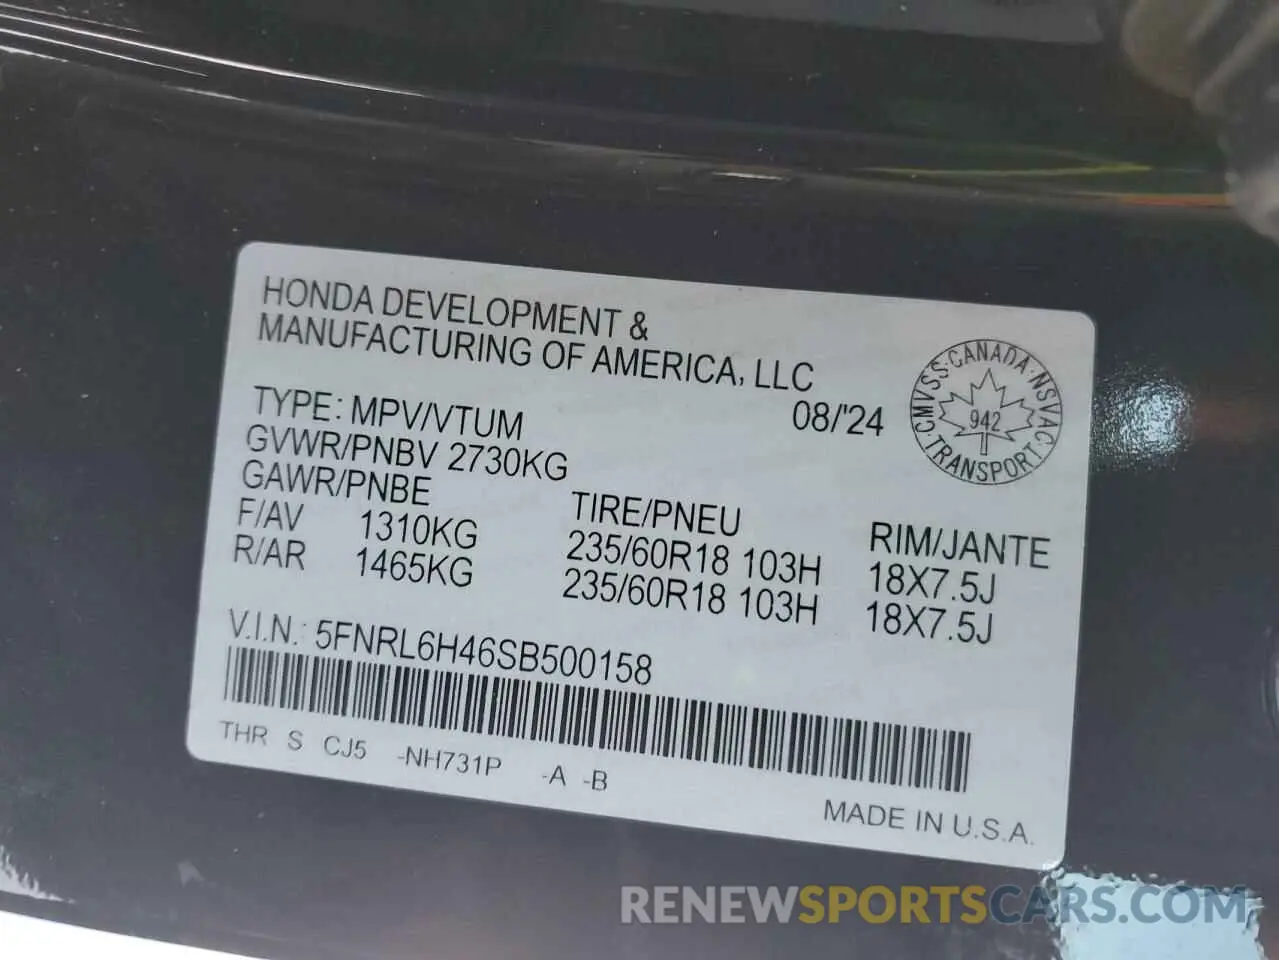 HONDA DEVELOPMENT &
MANUFACTURING OF AMERICA, LLC
08/'24
TYPE: MPV/VTUM
GVWR/PNBV 2730KG
GAWR/PNBE TIRE/PNEU RIM/JANTE
F/AV 1310KG 235/60R18 103H 18X7.5J
R/AR 1465KG 235/60R18 103H 18X7.5J
V.I.N.: 5FNRL6H46SB500158
THR S CJ5 -NH731P -A -B
MADE IN U.S.A.
CMVSS·CANADA·NSVAC
942
TRANSPORT
RENEWSPORTSCARS.COM